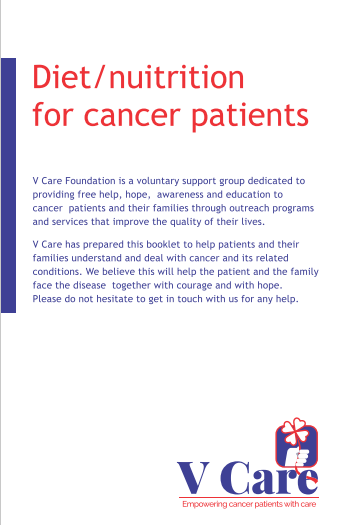 Diet/nuitrition
for cancer patients
V Care Foundation is a voluntary support group dedicated to
providing free help, hope, awareness and education to
cancer patients and their families through outreach programs
and services that improve the quality of their lives.
V Care has prepared this booklet to help patients and their
families understand and deal with cancer and its related
conditions. We believe this will help the patient and the family
face the disease together with courage and with hope.
Please do not hesitate to get in touch with us for any help.
V Care
Empowering cancer patients with care